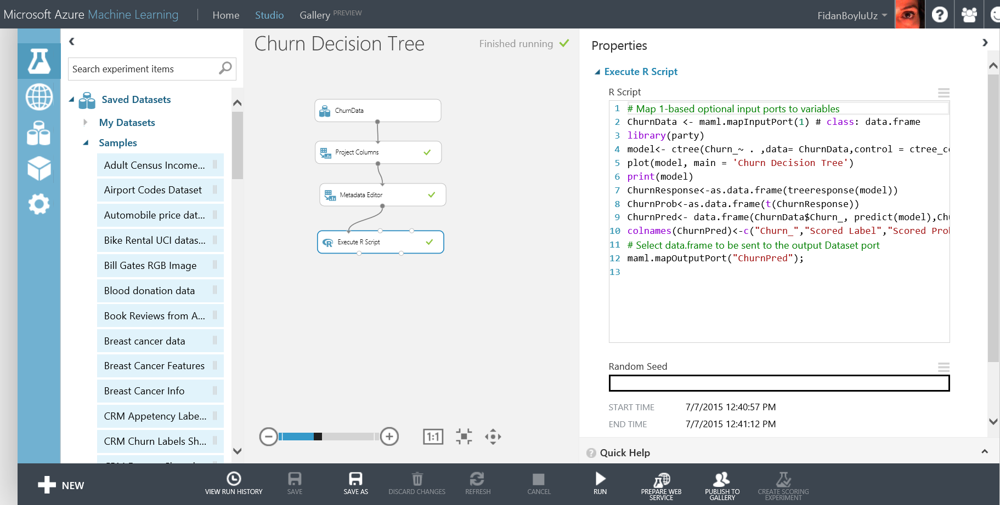 Microsoft Azure Machine Learning
Home
Studio
Gallery PREVIEW
FidanBoyluUz
Search experiment items
Saved Datasets
My Datasets
Samples
Adult Census Income...
Airport Codes Dataset
Automobile price dat...
Bike Rental UCI datas...
Bill Gates RGB Image
Blood donation data
Book Reviews from A...
Breast cancer data
Breast Cancer Features
Breast Cancer Info
CRM Appetency Labe...
CRM Churn Labels Sh...
Churn Decision Tree
Finished running
ChurnData
Project Columns
Metadata Editor
Execute R Script
1:1
Properties
Execute R Script
R Script
1 # Map 1-based optional input ports to variables
2 ChurnData <- maml.mapInputPort(1) # class: data.frame
3 library(party)
4 model<- ctree(Churn_~ . ,data= ChurnData,control = ctree_c
5 plot(model, main = 'Churn Decision Tree')
6 print(model)
7 ChurnResponse<-as.data.frame(treeresponse(model))
8 ChurnProb<-as.data.frame(t(ChurnResponse))
9 ChurnPred<- data.frame(ChurnData$Churn_, predict(model),Chu
10 colnames(ChurnPred)<-c("Churn_","Scored Label","Scored Prob
11 # Select data.frame to be sent to the output Dataset port
12 maml.mapOutputPort("ChurnPred");
13
Random Seed
START TIME 7/7/2015 12:40:57 PM
END TIME 7/7/2015 12:41:12 PM
Quick Help
NEW
VIEW RUN HISTORY
SAVE
SAVE AS
DISCARD CHANGES
REFRESH
CANCEL
RUN
PREPARE WEB
SERVICE
PUBLISH TO
GALLERY
CREATE SCORING
EXPERIMENT